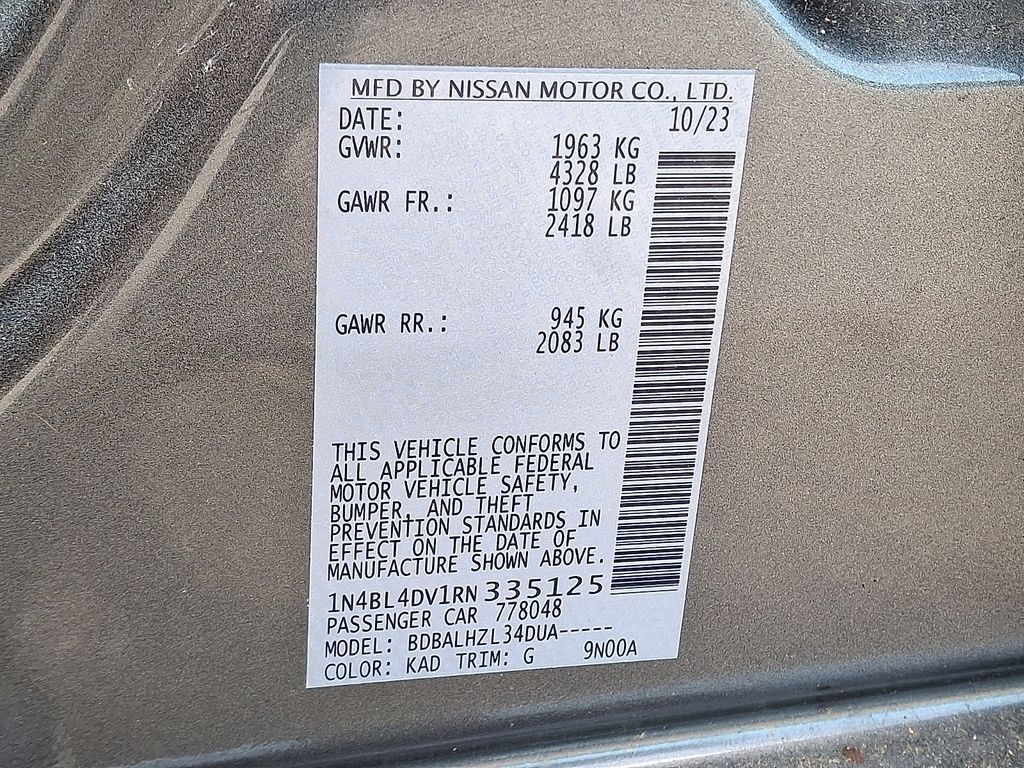 MFD BY NISSAN MOTOR CO., LTD.
DATE: 10/23
GVWR: 1963 KG
4328 LB
GAWR FR.: 1097 KG
2418 LB
GAWR RR.: 945 KG
2083 LB
THIS VEHICLE CONFORMS TO
ALL APPLICABLE FEDERAL
MOTOR VEHICLE SAFETY,
BUMPER, AND THEFT
PREVENTION STANDARDS IN
EFFECT ON THE DATE OF
MANUFACTURE SHOWN ABOVE.
1N4BL4DV1RN 335125
PASSENGER CAR 778048
MODEL: BDBALHZL34DUA-----
COLOR: KAD TRIM: G 9N00A